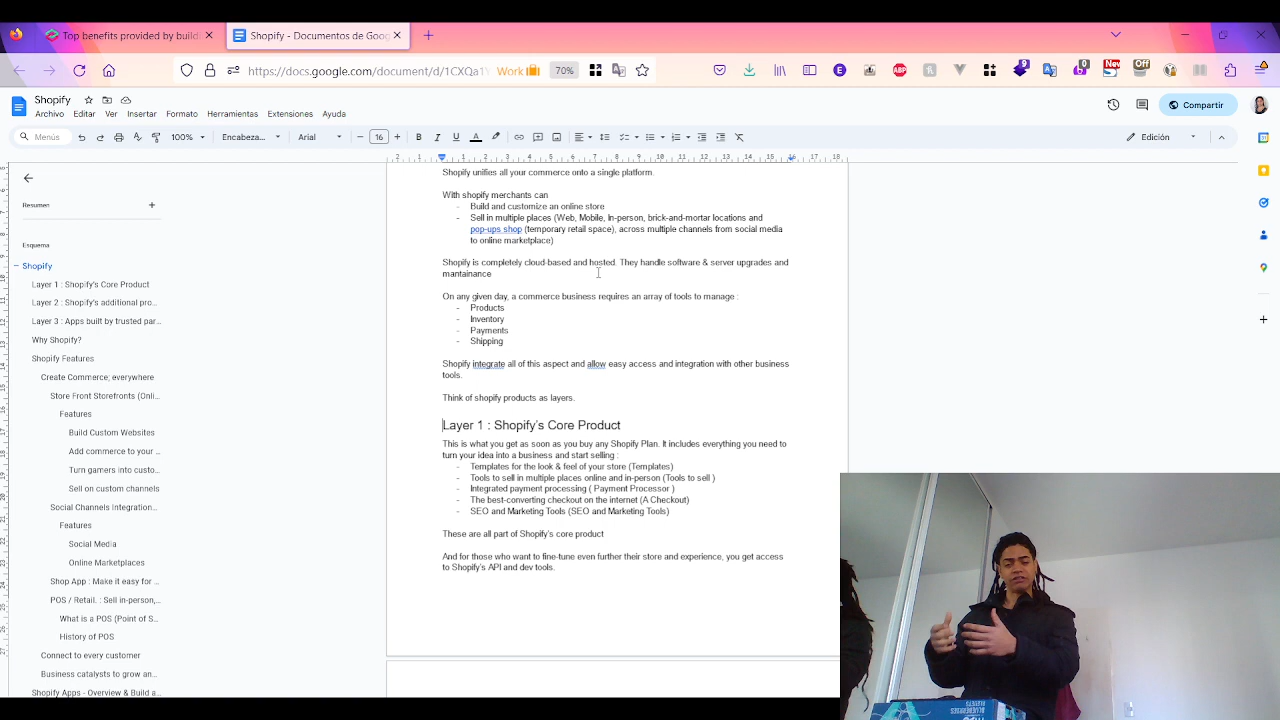 provided by build
Shopify - Documentos de Goo
https://docs.google.com/document/d/1CXQa1
Work
70%
Shopify
Archivo Editar Ver Insertar Formato Herramientas Extensiones Ayuda
Compartir
Menús
100%
Encabeza...
Arial
16
Edición
Resumen
Esquema
Shopify
Layer 1 : Shopify's Core Product
Layer 2 : Shopify's additional pro...
Layer 3 : Apps built by trusted par...
Why Shopify?
Shopify Features
Create Commerce; everywhere
Store Front Storefronts (Onli...
Features
Build Custom Websites
Add commerce to your ...
Turn gamers into custo...
Sell on custom channels
Social Channels Integration...
Features
Social Media
Online Marketplaces
Shop App : Make it easy for ...
POS / Retail. : Sell in-person,...
What is a POS (Point of S...
History of POS
Connect to every customer
Business catalysts to grow an...
Shopify Apps - Overview & Build a...
Shopify unifies all your commerce onto a single platform.
With shopify merchants can
- Build and customize an online store
- Sell in multiple places (Web, Mobile, In-person, brick-and-mortar locations and
pop-ups shop (temporary retail space), across multiple channels from social media
to online marketplace)
Shopify is completely cloud-based and hosted. They handle software & server upgrades and
mantainance
On any given day, a commerce business requires an array of tools to manage :
- Products
- Inventory
- Payments
- Shipping
Shopify integrate all of this aspect and allow easy access and integration with other business
tools.
Think of shopify products as layers.
Layer 1 : Shopify's Core Product
This is what you get as soon as you buy any Shopify Plan. It includes everything you need to
turn your idea into a business and start selling :
- Templates for the look & feel of your store (Templates)
- Tools to sell in multiple places online and in-person (Tools to sell )
- Integrated payment processing ( Payment Processor )
- The best-converting checkout on the internet (A Checkout)
- SEO and Marketing Tools (SEO and Marketing Tools)
These are all part of Shopify's core product
And for those who want to fine-tune even further their store and experience, you get access
to Shopify's API and dev tools.